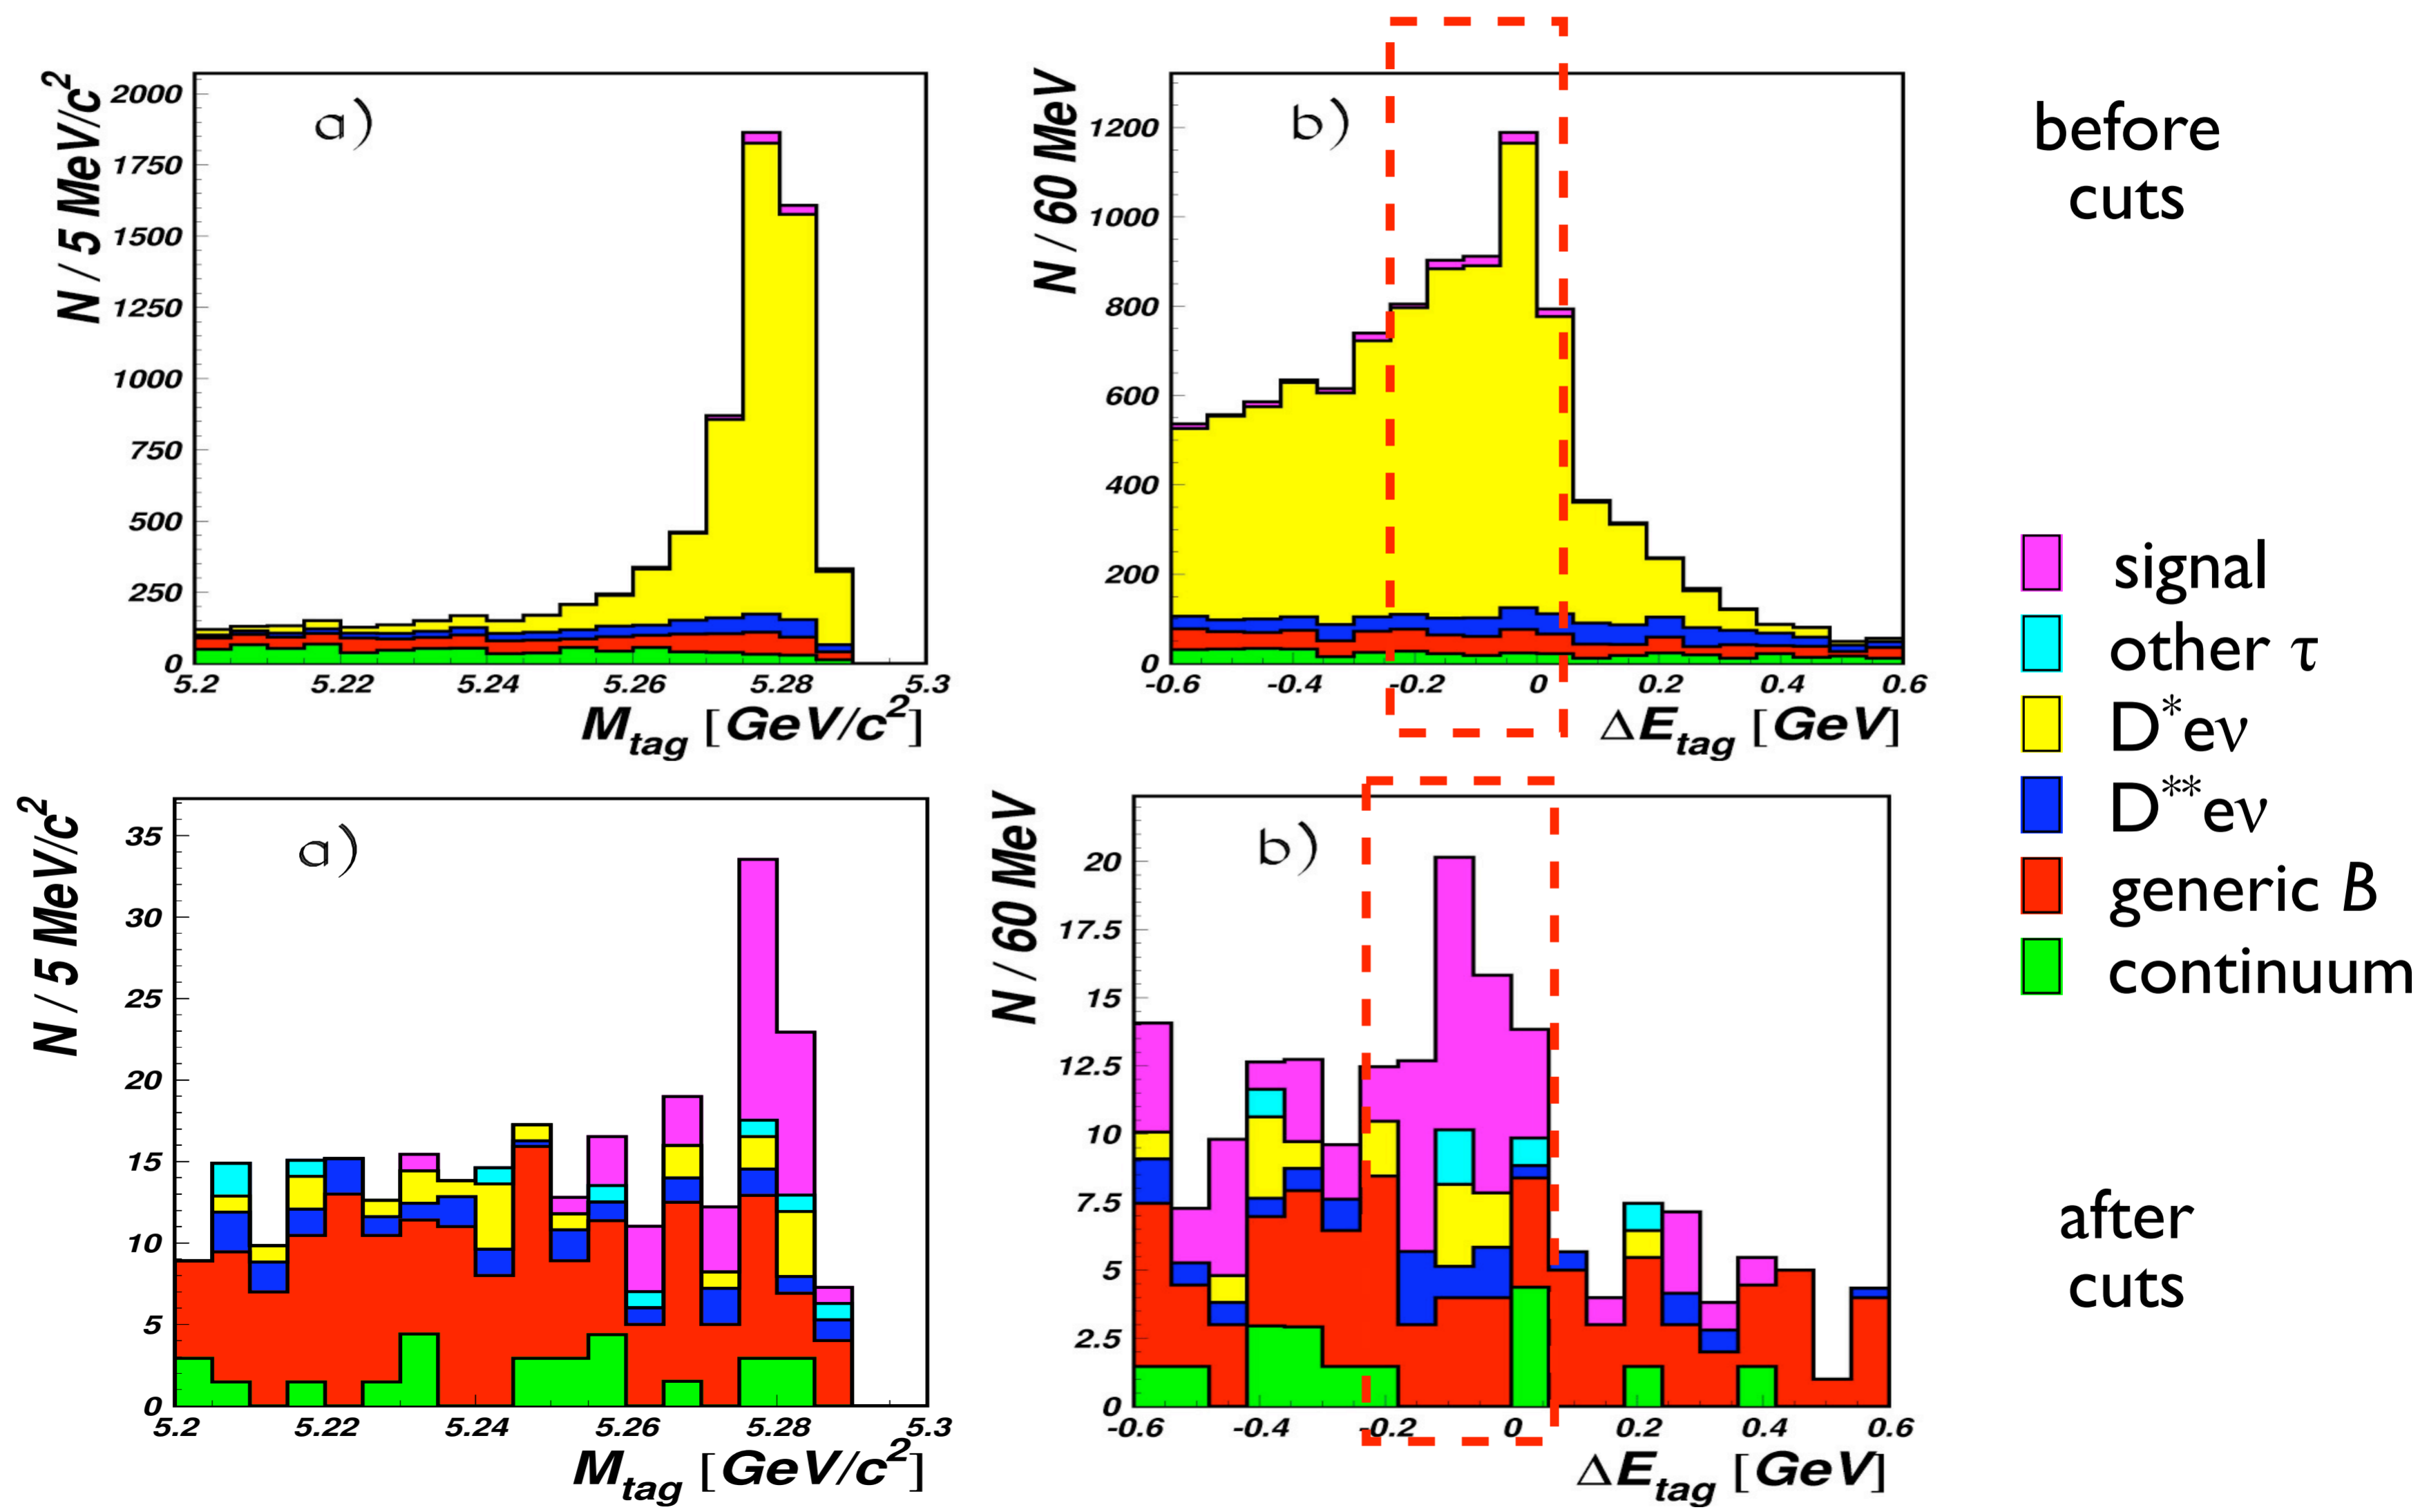 a)
N / 5 MeV/c²
2000
1750
1500
1250
1000
750
500
250
0
5.2 5.22 5.24 5.26 5.28 5.3
M_tag [GeV/c²]
b)
N / 60 MeV
1200
1000
800
600
400
200
0
-0.6 -0.4 -0.2 0 0.2 0.4 0.6
ΔE_tag [GeV]
before
cuts
signal
other τ
D*eν
D**eν
generic B
continuum
a)
N / 5 MeV/c²
35
30
25
20
15
10
5
0
5.2 5.22 5.24 5.26 5.28 5.3
M_tag [GeV/c²]
b)
N / 60 MeV
20
17.5
15
12.5
10
7.5
5
2.5
0
-0.6 -0.4 -0.2 0 0.2 0.4 0.6
ΔE_tag [GeV]
after
cuts